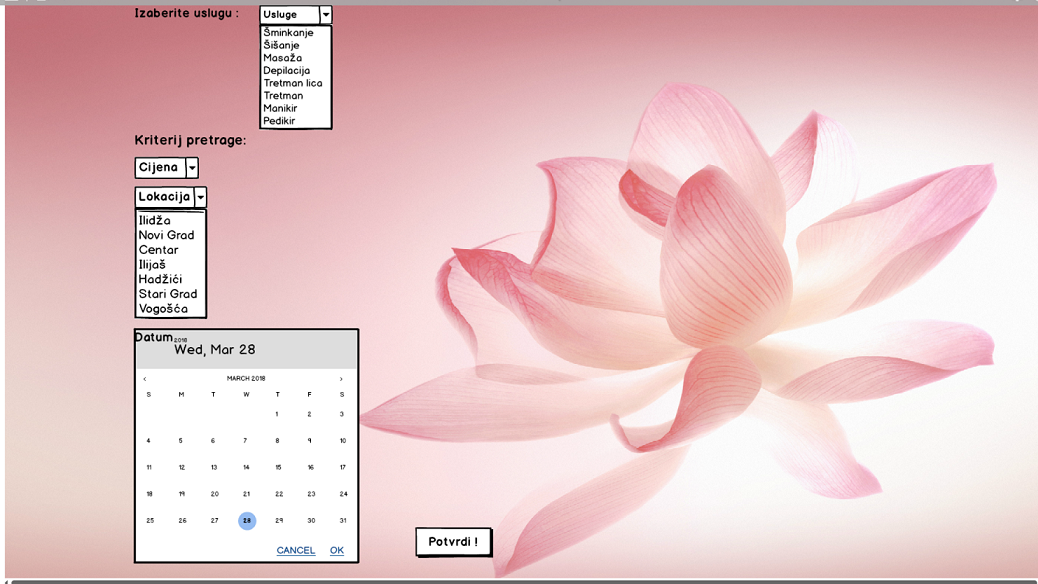 Izaberite uslugu :
Usluge
Šminkanje
Šišanje
Masaža
Depilacija
Tretman lica
Tretman
Manikir
Pedikir
Kriterij pretrage:
Cijena
Lokacija
Ilidža
Novi Grad
Centar
Ilijaš
Hadžići
Stari Grad
Vogošća
Datum 2018
Wed, Mar 28
‹ MARCH 2018 ›
S M T W T F S
1 2 3
4 5 6 7 8 9 10
11 12 13 14 15 16 17
18 19 20 21 22 23 24
25 26 27 28 29 30 31
CANCEL OK
Potvrdi !